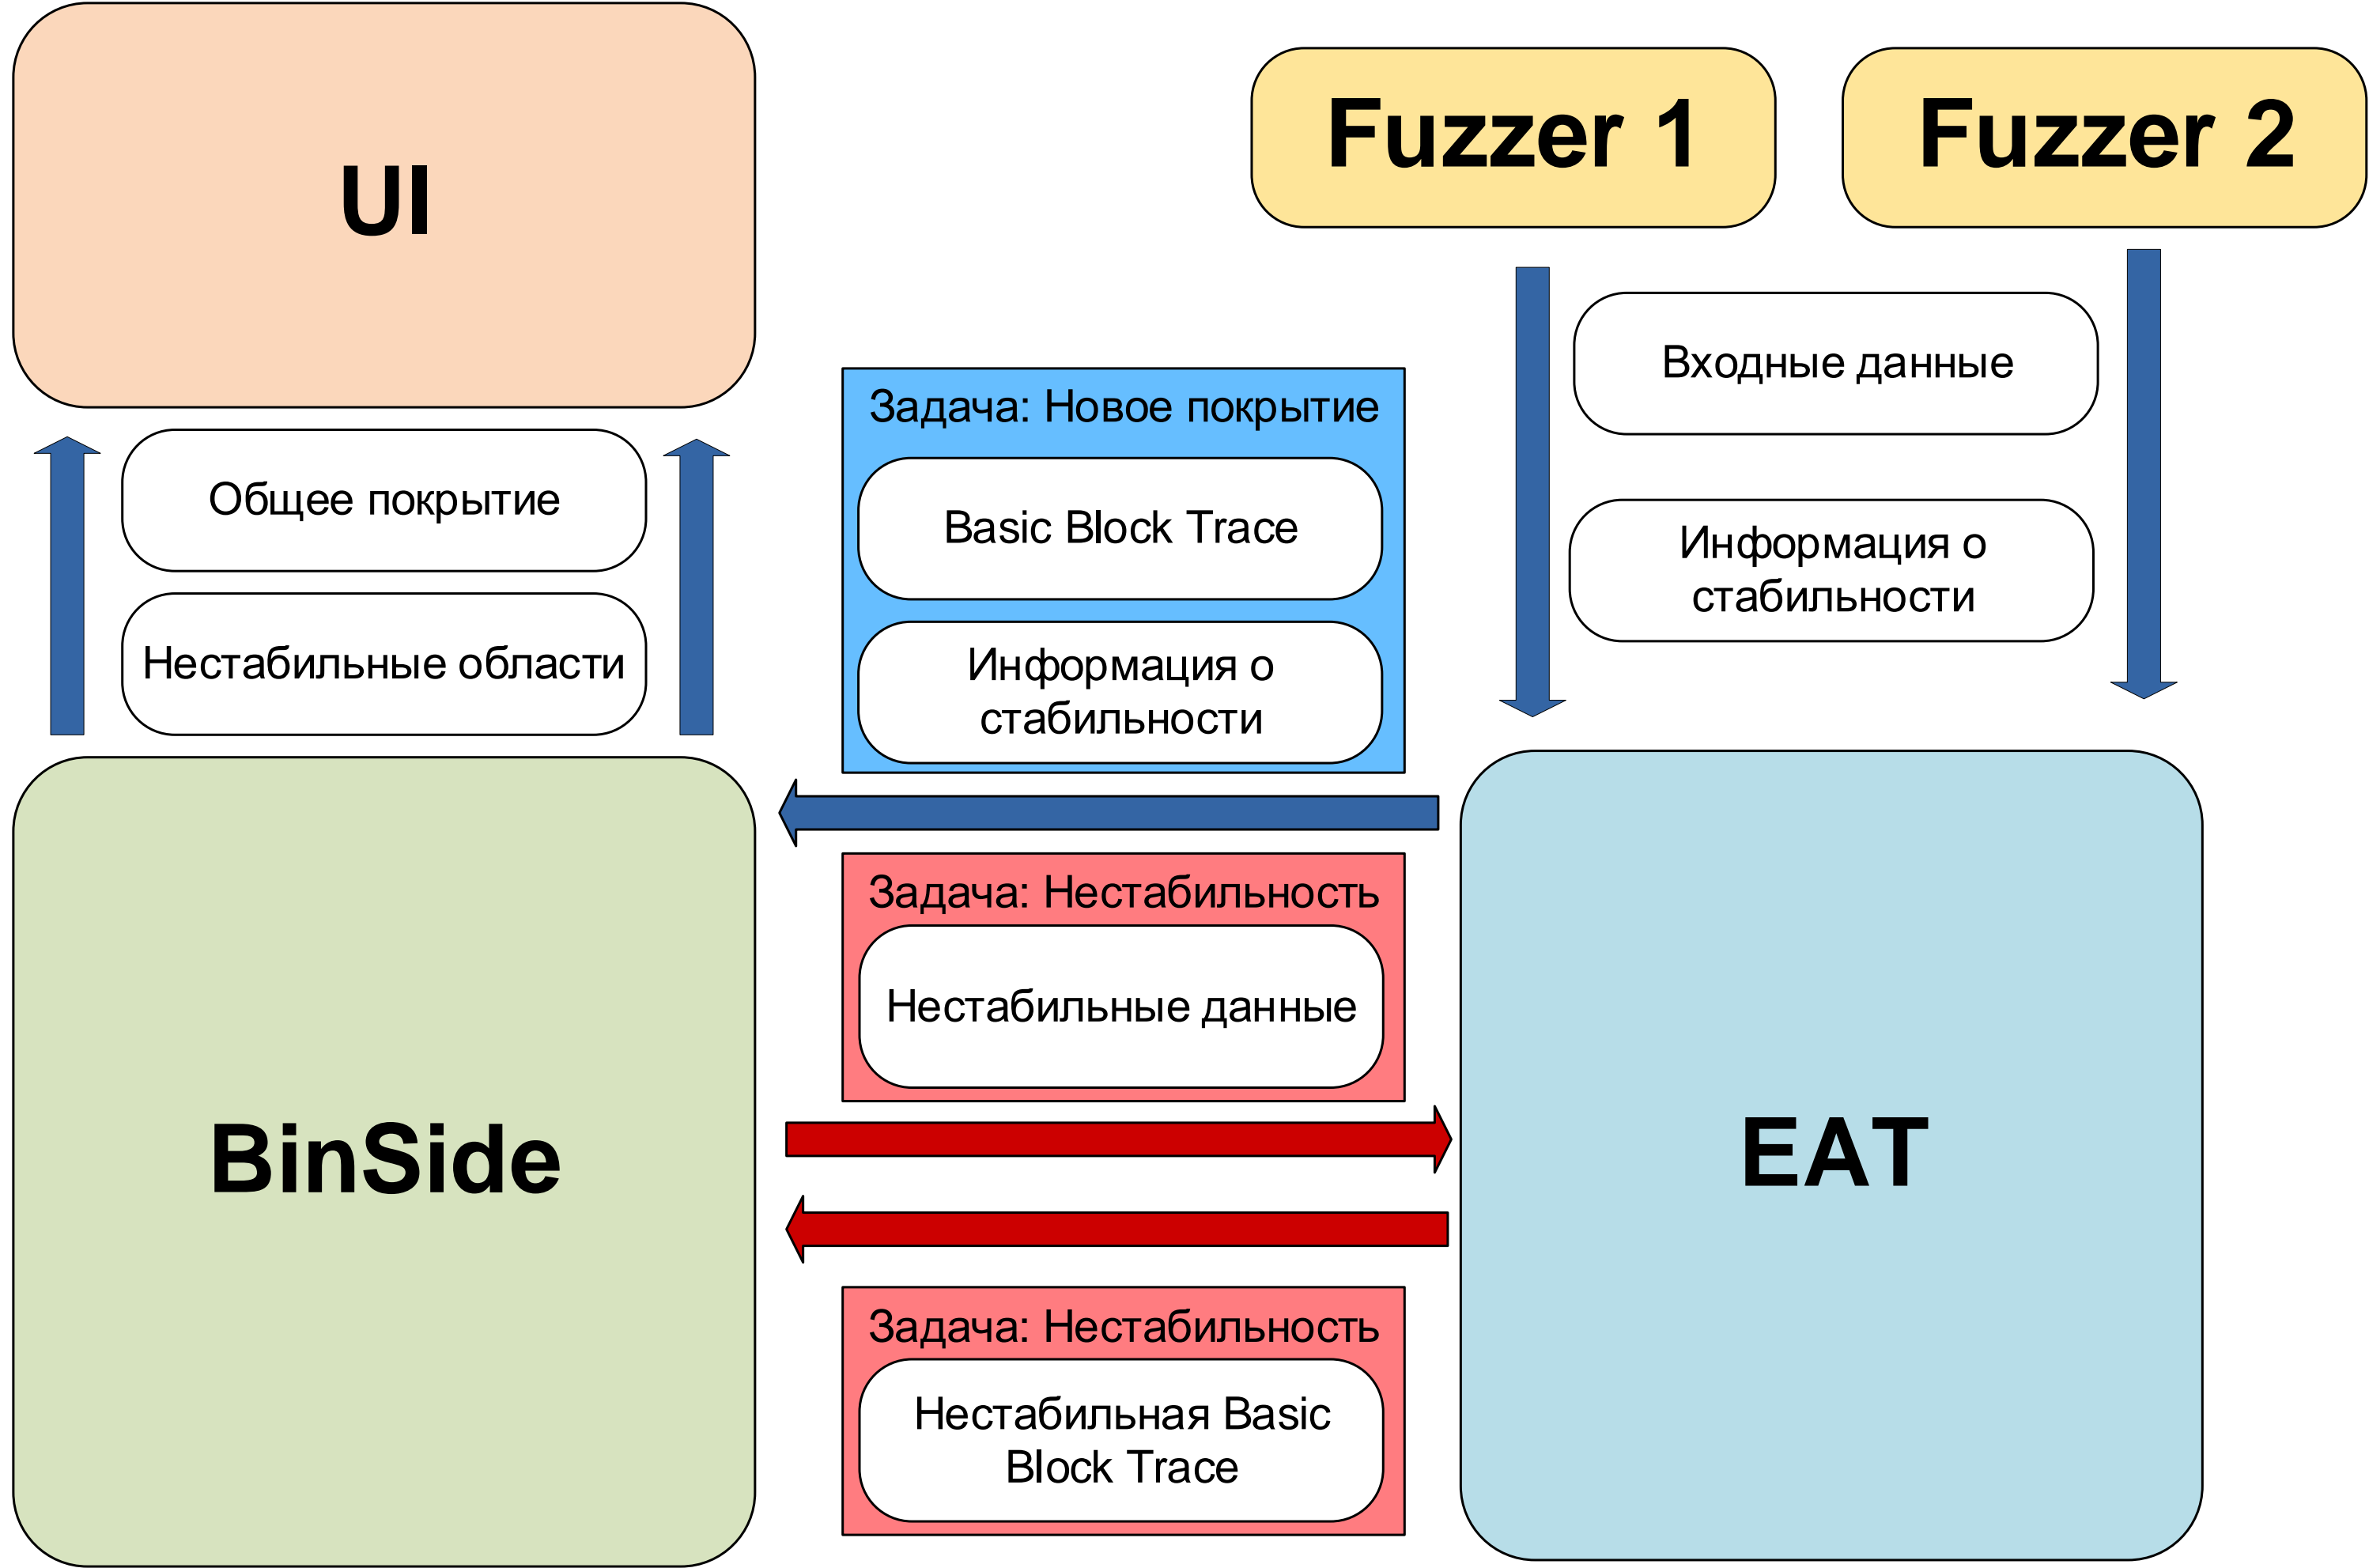 UI
Fuzzer 1
Fuzzer 2
Входные данные
Информация о
стабильности
Задача: Новое покрытие
Basic Block Trace
Информация о
стабильности
Общее покрытие
Нестабильные области
Задача: Нестабильность
Нестабильные данные
BinSide
EAT
Задача: Нестабильность
Нестабильная Basic
Block Trace